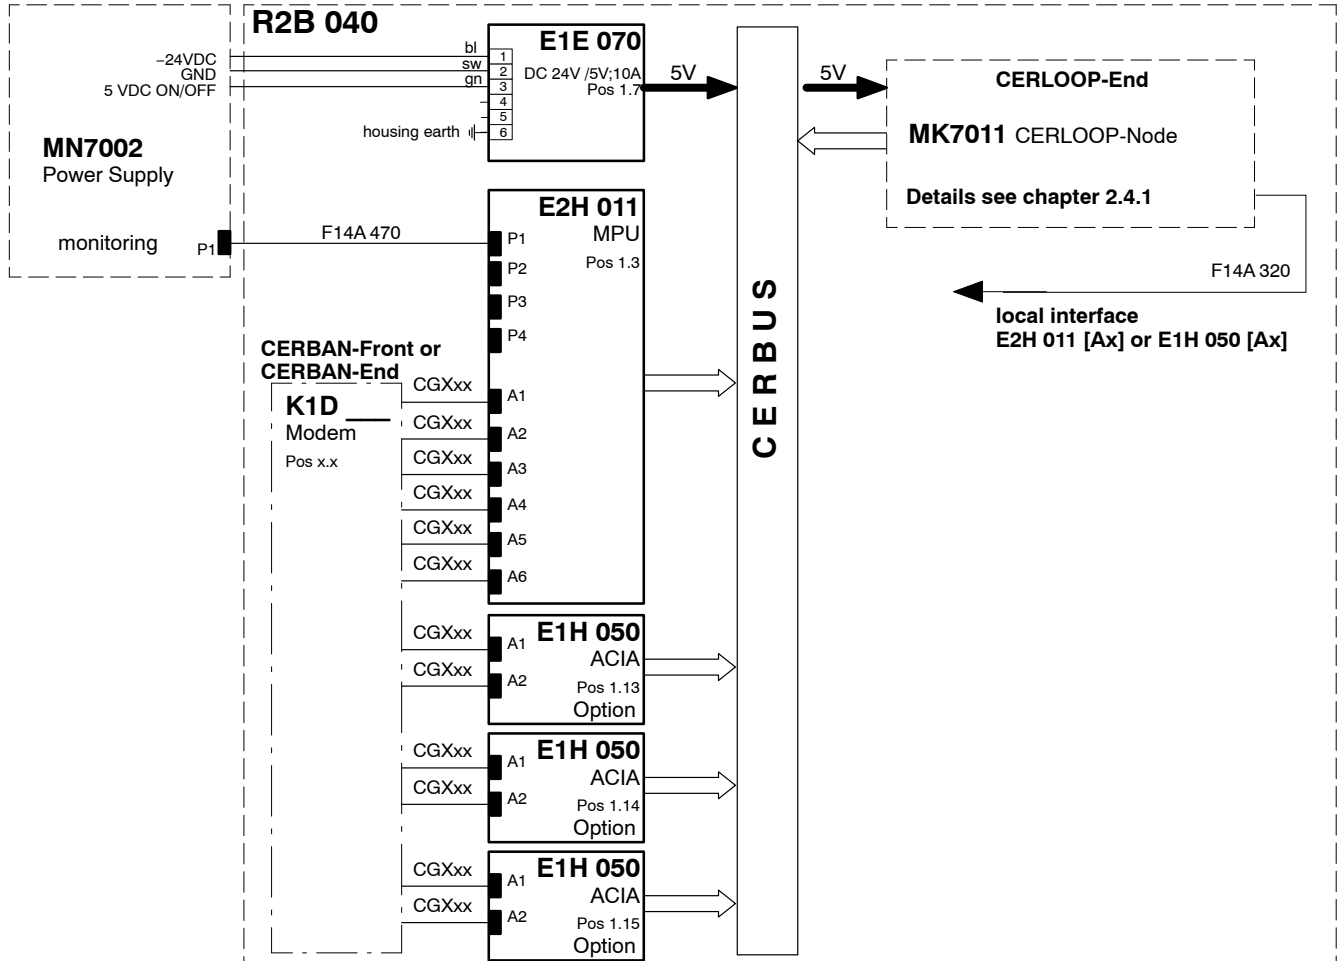 R2B 040
−24VDC
GND
5 VDC ON/OFF
MN7002
Power Supply
monitoring
P1
bl
sw
gn
housing earth
1
2
3
4
5
6
E1E 070
DC 24V /5V;10A
Pos 1.7
5V
5V
CERLOOP-End
MK7011 CERLOOP-Node
Details see chapter 2.4.1
F14A 320
local interface
E2H 011 [Ax] or E1H 050 [Ax]
CERBUS
F14A 470
E2H 011
MPU
Pos 1.3
P1
P2
P3
P4
A1
A2
A3
A4
A5
A6
CERBAN-Front or
CERBAN-End
K1D ___
Modem
Pos x.x
CGXxx
CGXxx
CGXxx
CGXxx
CGXxx
CGXxx
CGXxx
CGXxx
A1
A2
E1H 050
ACIA
Pos 1.13
Option
CGXxx
CGXxx
A1
A2
E1H 050
ACIA
Pos 1.14
Option
CGXxx
CGXxx
A1
A2
E1H 050
ACIA
Pos 1.15
Option